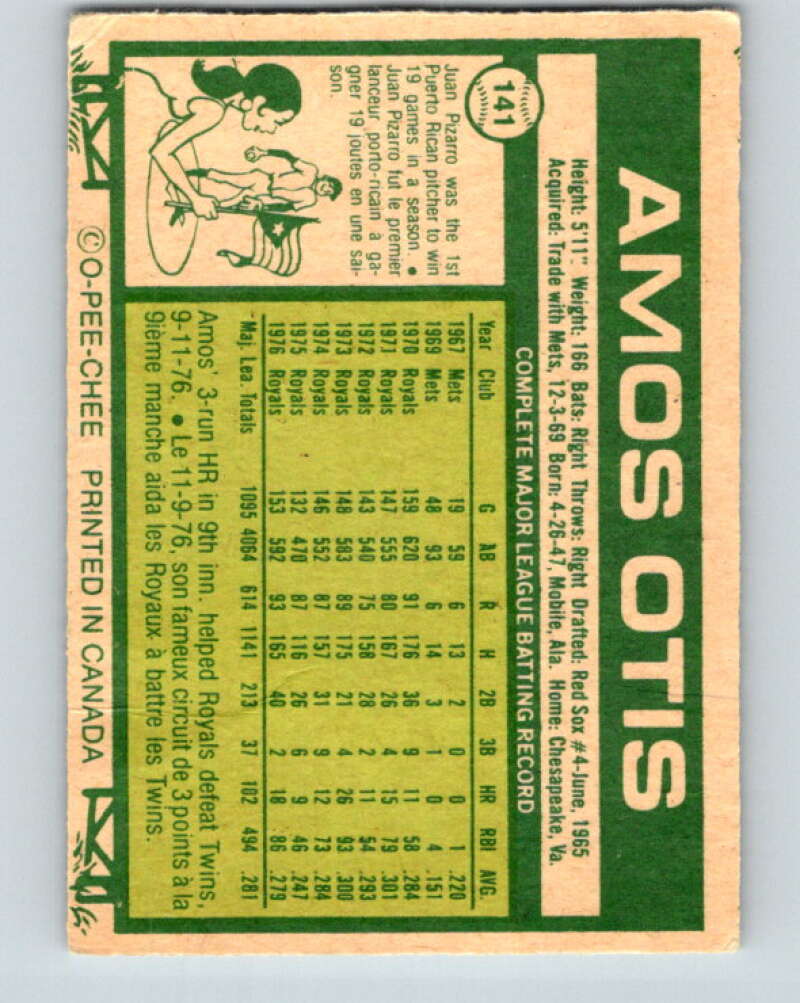 141
AMOS OTIS
Height: 5'11" Weight: 166 Bats: Right Throws: Right Drafted: Red Sox #4-June, 1965
Acquired: Trade with Mets, 12-3-69 Born: 4-26-47, Mobile, Ala. Home: Chesapeake, Va.
COMPLETE MAJOR LEAGUE BATTING RECORD
Year Club G AB R H 2B 3B HR RBI AVG.
1967 Mets 19 59 6 13 2 0 0 1 .220
1969 Mets 48 93 6 14 3 1 0 4 .151
1970 Royals 159 620 91 176 36 9 11 58 .284
1971 Royals 147 555 80 167 26 4 15 79 .301
1972 Royals 143 540 75 158 28 2 11 54 .293
1973 Royals 148 583 89 175 21 4 26 93 .300
1974 Royals 146 552 87 157 31 9 12 73 .284
1975 Royals 132 470 87 116 26 6 9 46 .247
1976 Royals 153 592 93 165 40 2 18 86 .279
Maj. Lea. Totals 1095 4064 614 1141 213 37 102 494 .281
Amos' 3-run HR in 9th inn. helped Royals defeat Twins,
9-11-76. • Le 11-9-76, son fameux circuit de 3 points à la
9ième manche aida les Royaux à battre les Twins.
Juan Pizarro was the 1st
Puerto Rican pitcher to win
19 games in a season. •
Juan Pizarro fut le premier
lanceur porto-ricain à ga-
gner 19 joutes en une sai-
son.
© O-PEE-CHEE PRINTED IN CANADA